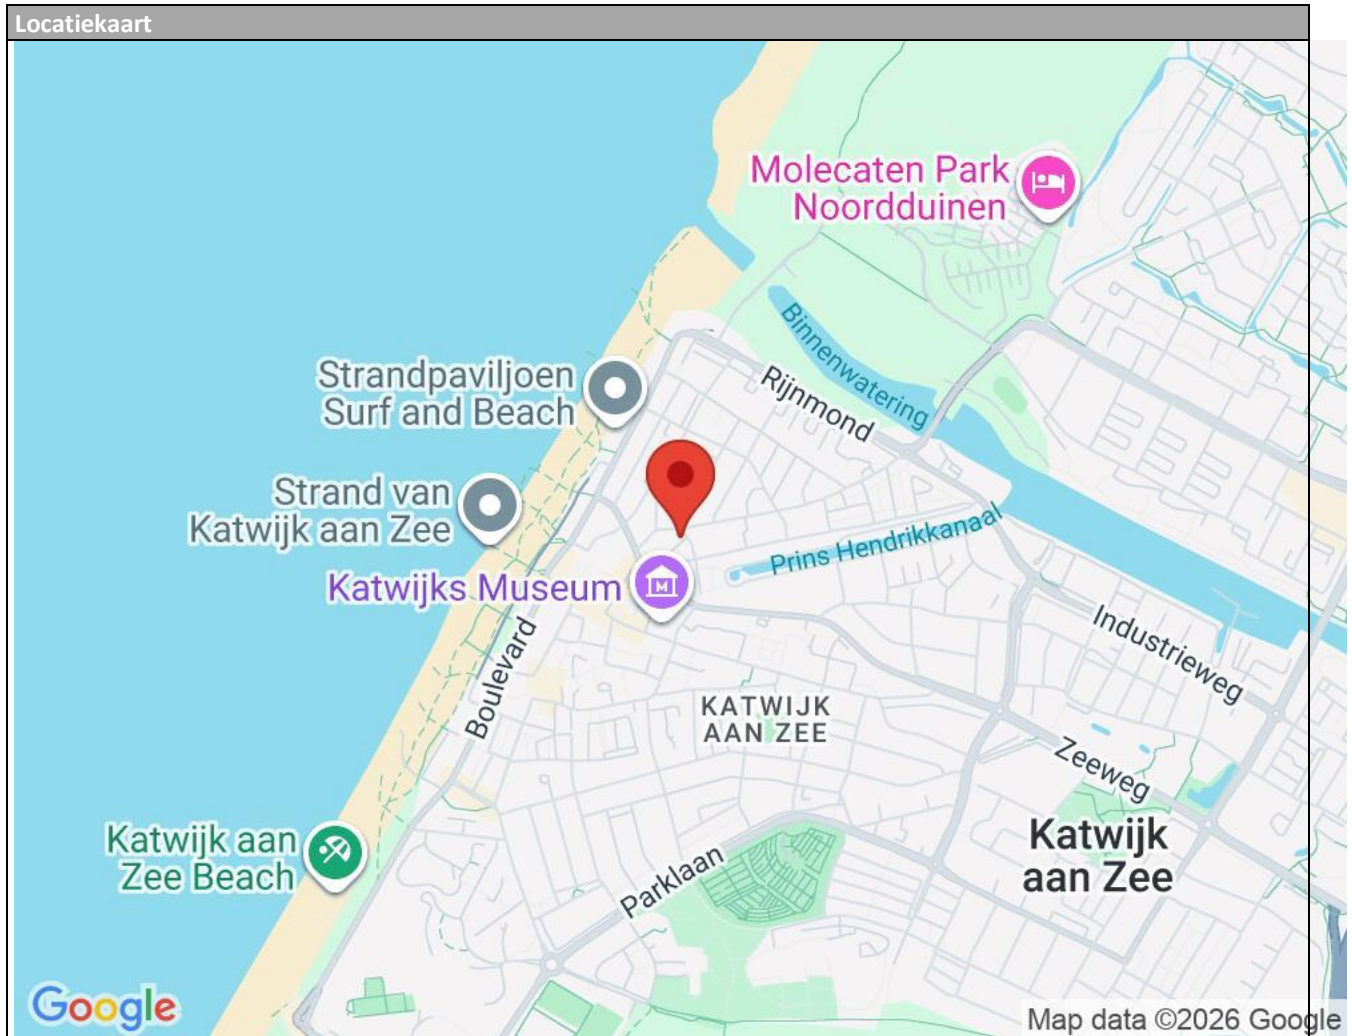 Locatiekaart
Molecaten Park
Noordduinen
Binnenwatering
Rijnmond
Strandpaviljoen
Surf and Beach
Strand van
Katwijk aan Zee
Prins Hendrikkanaal
Katwijks Museum
M
Industrieweg
Boulevard
KATWIJK
AAN ZEE
Zeeweg
Katwijk aan
Zee Beach
Parklaan
Katwijk
aan Zee
Google
Map data ©2026 Google